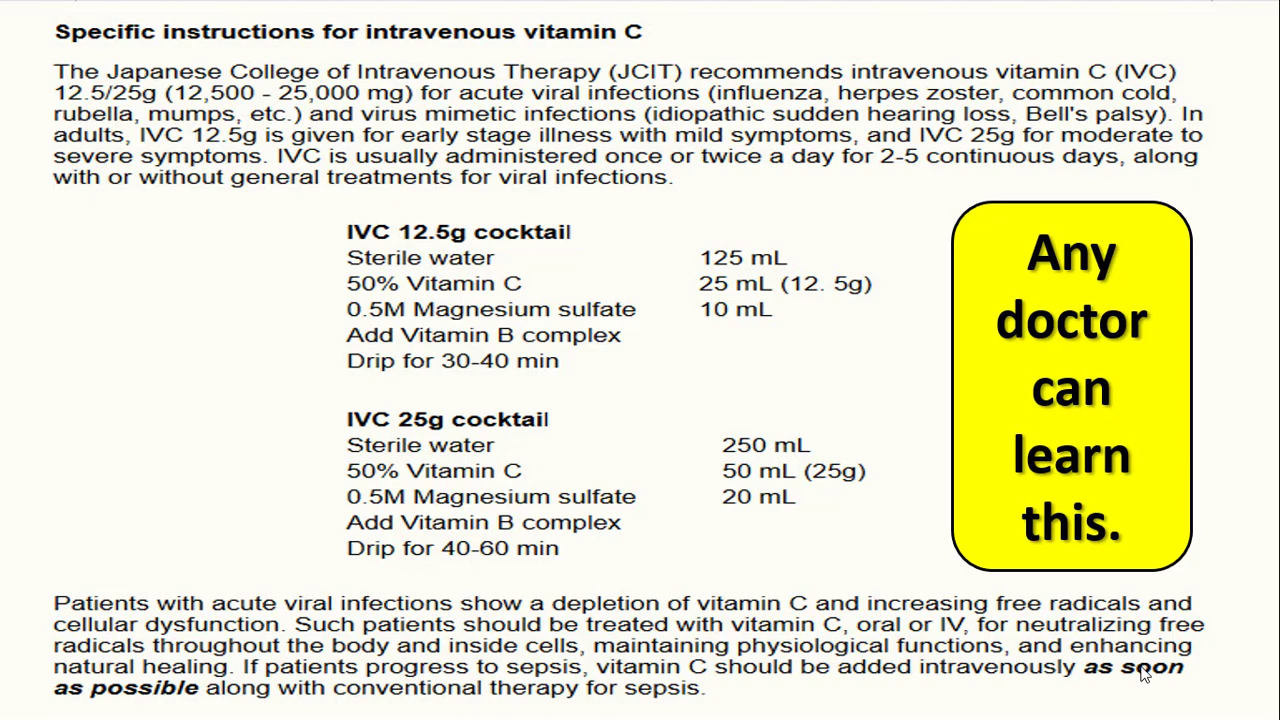 Specific instructions for intravenous vitamin C
The Japanese College of Intravenous Therapy (JCIT) recommends intravenous vitamin C (IVC)
12.5/25g (12,500 - 25,000 mg) for acute viral infections (influenza, herpes zoster, common cold,
rubella, mumps, etc.) and virus mimetic infections (idiopathic sudden hearing loss, Bell's palsy). In
adults, IVC 12.5g is given for early stage illness with mild symptoms, and IVC 25g for moderate to
severe symptoms. IVC is usually administered once or twice a day for 2-5 continuous days, along
with or without general treatments for viral infections.
IVC 12.5g cocktail
Sterile water 125 mL
50% Vitamin C 25 mL (12. 5g)
0.5M Magnesium sulfate 10 mL
Add Vitamin B complex
Drip for 30-40 min
IVC 25g cocktail
Sterile water 250 mL
50% Vitamin C 50 mL (25g)
0.5M Magnesium sulfate 20 mL
Add Vitamin B complex
Drip for 40-60 min
Any
doctor
can
learn
this.
Patients with acute viral infections show a depletion of vitamin C and increasing free radicals and
cellular dysfunction. Such patients should be treated with vitamin C, oral or IV, for neutralizing free
radicals throughout the body and inside cells, maintaining physiological functions, and enhancing
natural healing. If patients progress to sepsis, vitamin C should be added intravenously as soon
as possible along with conventional therapy for sepsis.